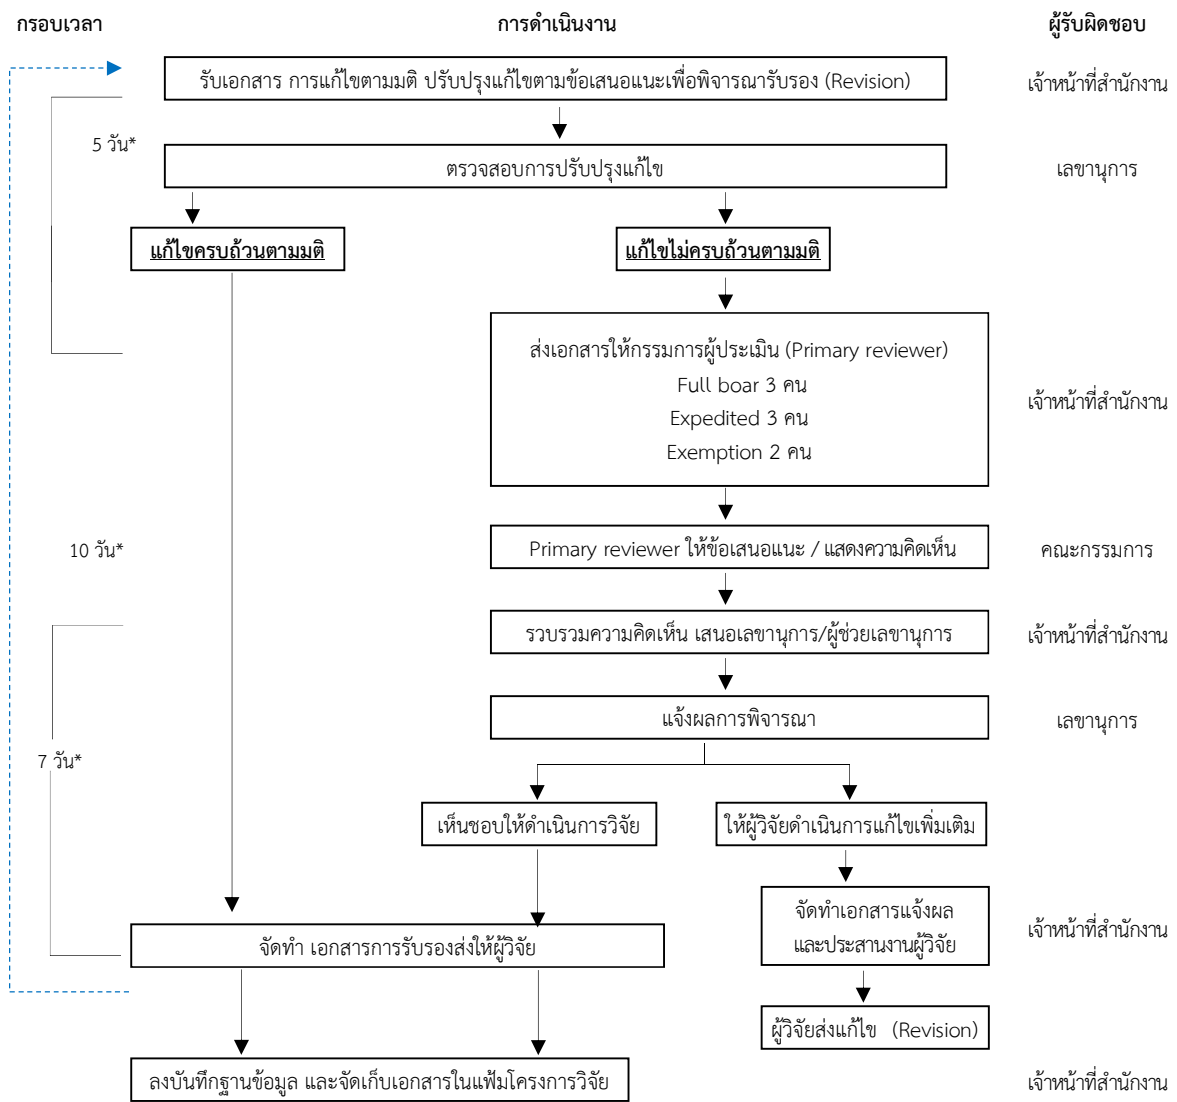 กรอบเวลา การดำเนินงาน ผู้รับผิดชอบ
รับเอกสาร การแก้ไขตามมติ ปรับปรุงแก้ไขตามข้อเสนอแนะเพื่อพิจารณารับรอง (Revision) เจ้าหน้าที่สำนักงาน
5 วัน*
ตรวจสอบการปรับปรุงแก้ไข เลขานุการ
แก้ไขครบถ้วนตามมติ แก้ไขไม่ครบถ้วนตามมติ
ส่งเอกสารให้กรรมการผู้ประเมิน (Primary reviewer)
Full boar 3 คน
เจ้าหน้าที่สำนักงาน
Expedited 3 คน
Exemption 2 คน
10 วัน* Primary reviewer ให้ข้อเสนอแนะ / แสดงความคิดเห็น คณะกรรมการ
รวบรวมความคิดเห็น เสนอเลขานุการ/ผู้ช่วยเลขานุการ เจ้าหน้าที่สำนักงาน
แจ้งผลการพิจารณา เลขานุการ
7 วัน*
เห็นชอบให้ดำเนินการวิจัย ให้ผู้วิจัยดำเนินการแก้ไขเพิ่มเติม
จัดทำเอกสารแจ้งผล
เจ้าหน้าที่สำนักงาน
และประสานงานผู้วิจัย
จัดทำ เอกสารการรับรองส่งให้ผู้วิจัย
ผู้วิจัยส่งแก้ไข (Revision)
ลงบันทึกฐานข้อมูล และจัดเก็บเอกสารในแฟ้มโครงการวิจัย เจ้าหน้าที่สำนักงาน